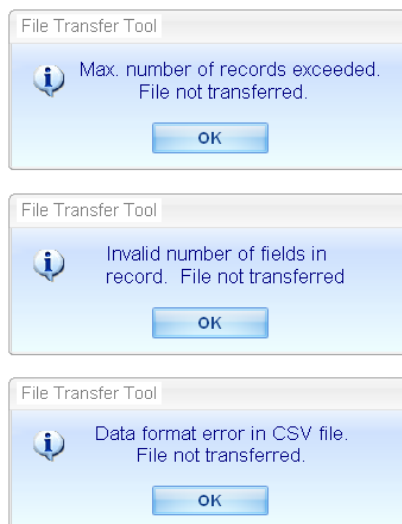 File Transfer Tool
Max. number of records exceeded.
File not transferred.
OK
File Transfer Tool
Invalid number of fields in
record. File not transferred
OK
File Transfer Tool
Data format error in CSV file.
File not transferred.
OK